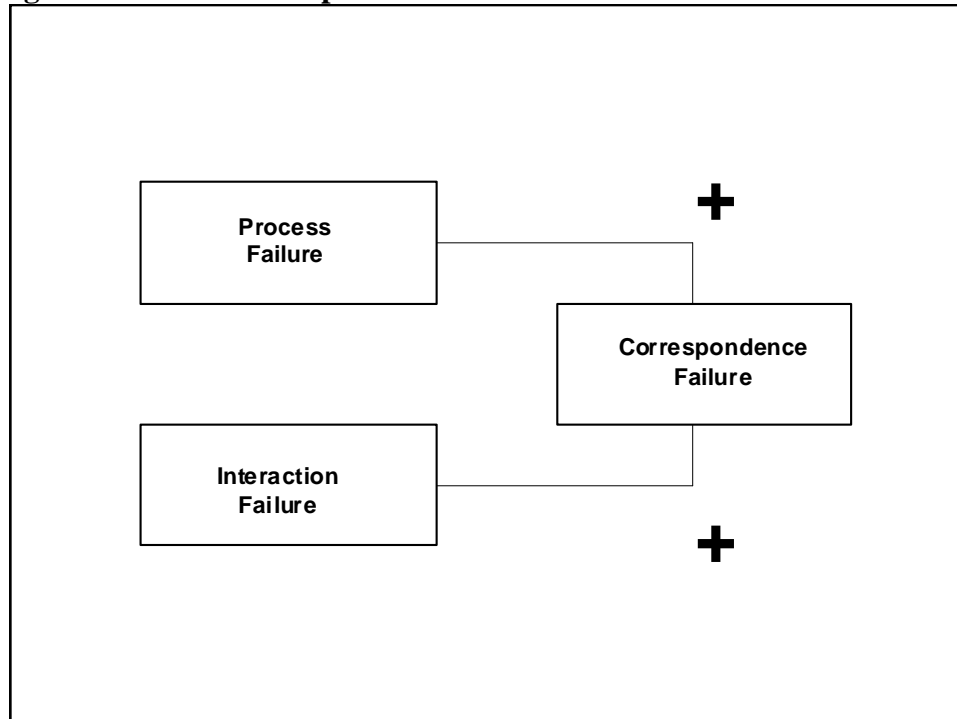 Process
Failure
+
Correspondence
Failure
Interaction
Failure
+